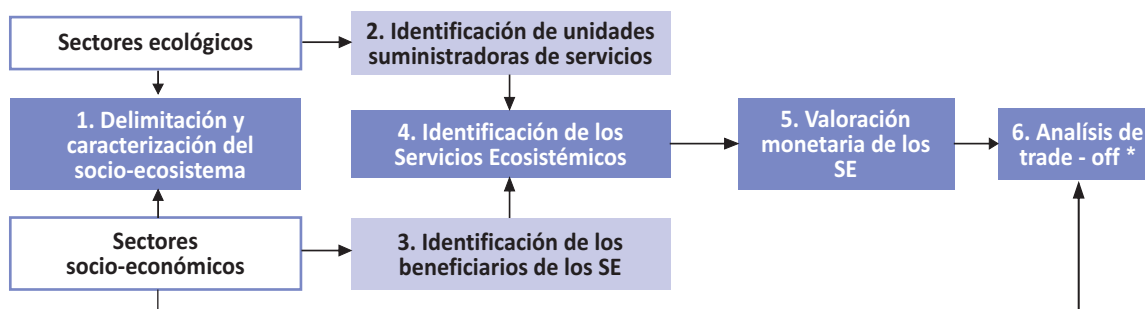 Sectores ecológicos
2. Identificación de unidades
suministradoras de servicios
1. Delimitación y
caracterización del
socio-ecosistema
4. Identificación de los
Servicios Ecosistémicos
5. Valoración
monetaria de los
SE
6. Analísis de
trade - off *
Sectores
socio-económicos
3. Identificación de los
beneficiarios de los SE